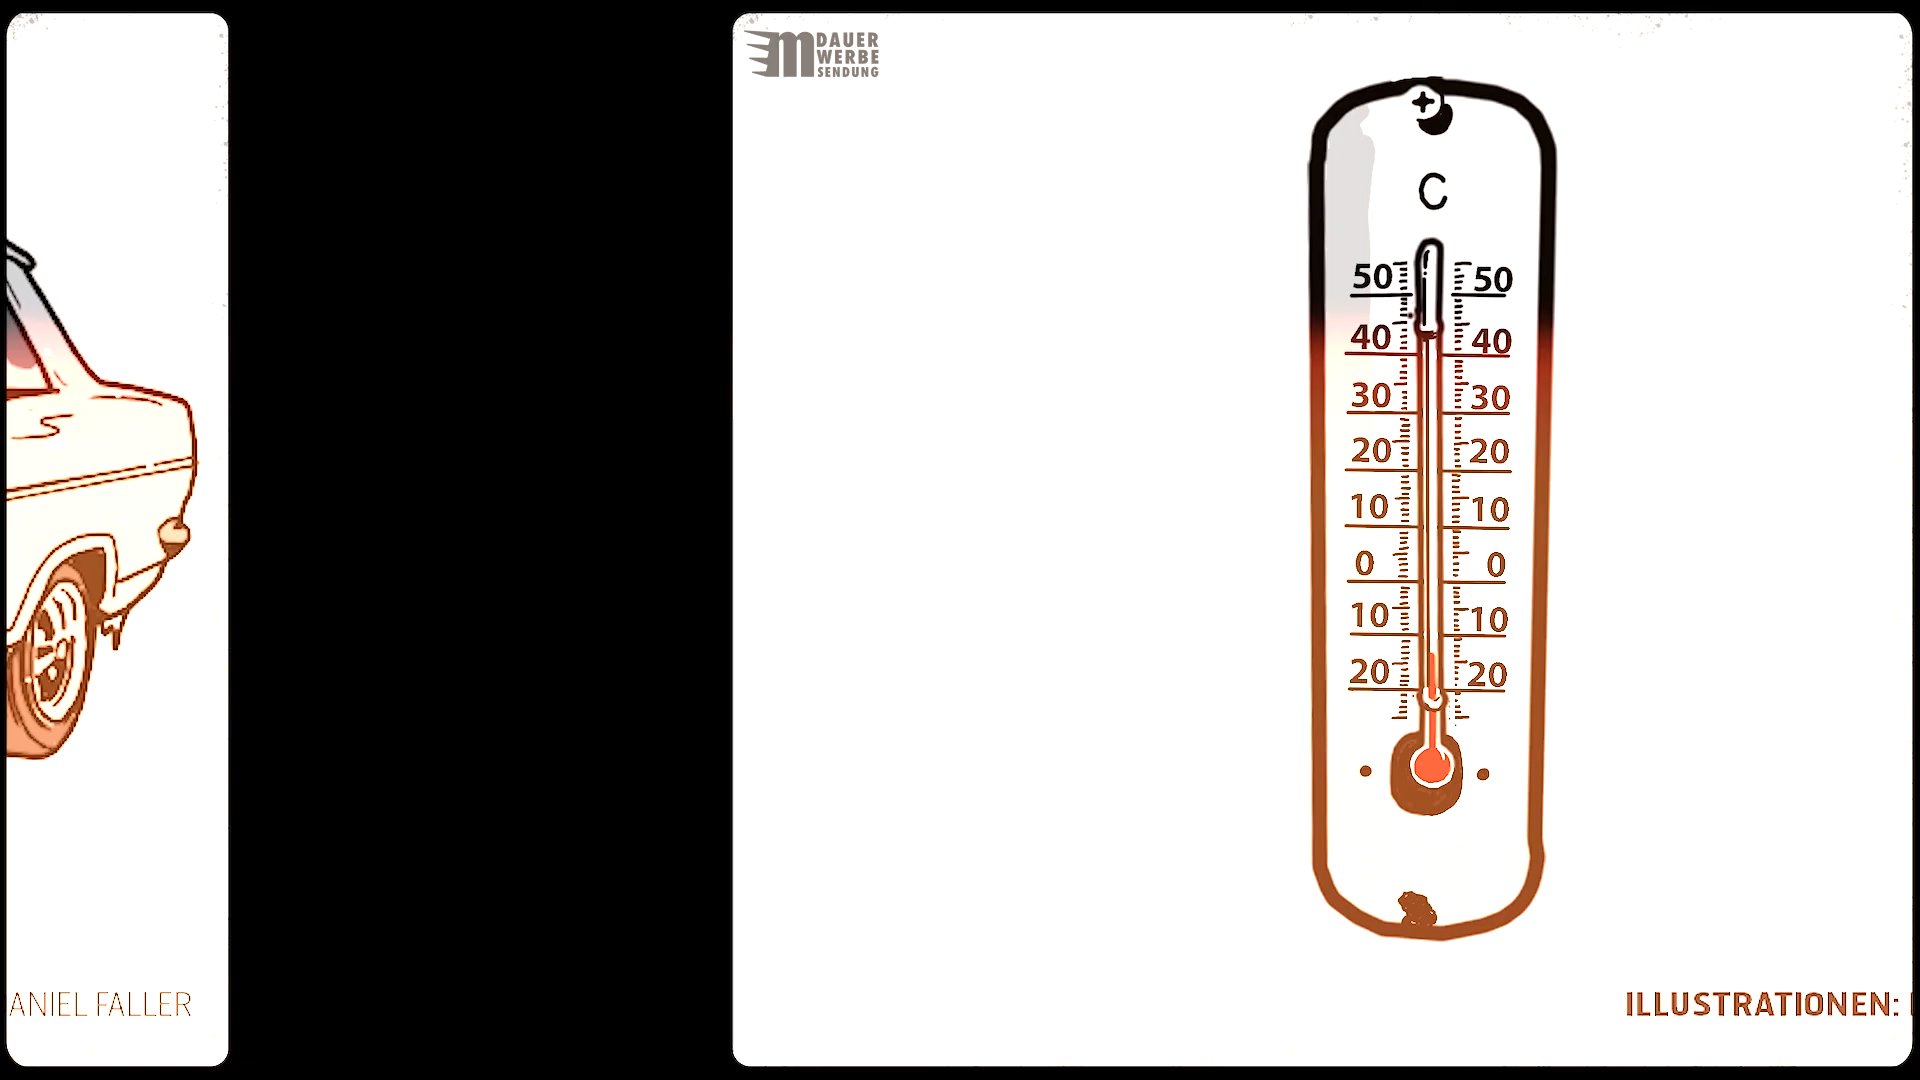 DAUER
WERBE
SENDUNG
C
50 50
40 40
30 30
20 20
10 10
0 0
10 10
20 20
ANIEL FALLER
ILLUSTRATIONEN: